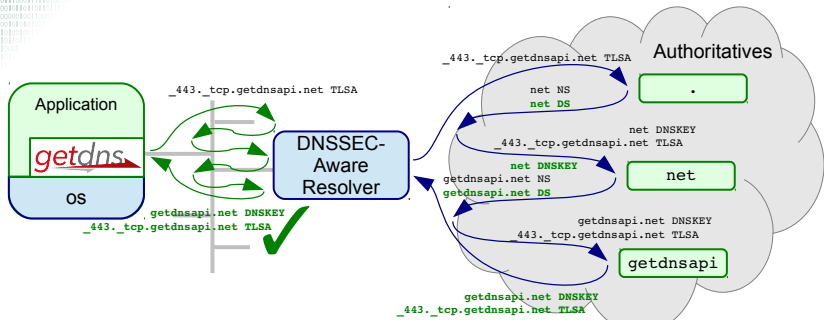 Authoritatives
_443._tcp.getdnsapi.net TLSA
.
net NS
net DS
Application
_443._tcp.getdnsapi.net TLSA
getdns
OS
DNSSEC-
Aware
Resolver
net DNSKEY
_443._tcp.getdnsapi.net TLSA
net DNSKEY
getdnsapi.net NS
getdnsapi.net DS
net
getdnsapi.net DNSKEY
_443._tcp.getdnsapi.net TLSA
getdnsapi.net DNSKEY
_443._tcp.getdnsapi.net TLSA
getdnsapi
getdnsapi.net DNSKEY
_443._tcp.getdnsapi.net TLSA